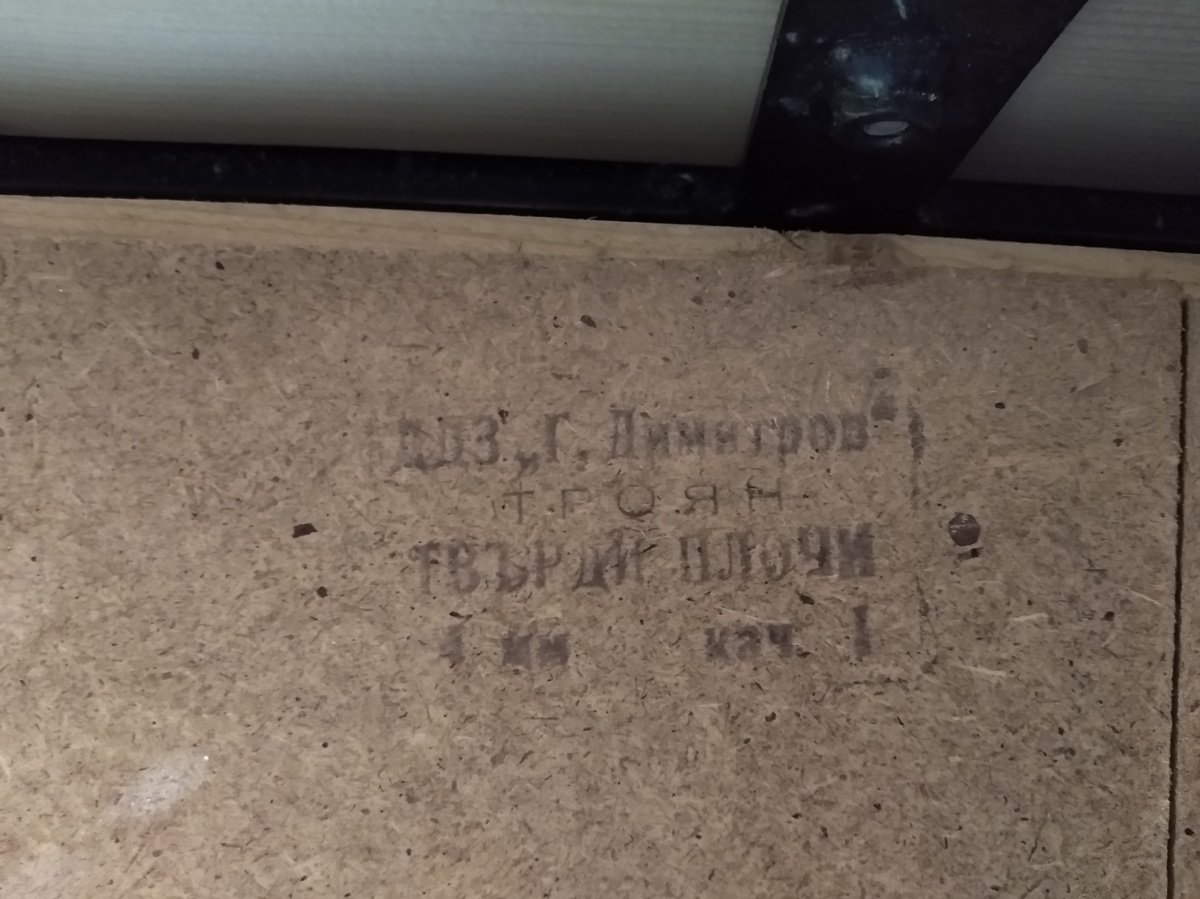 ДДЗ „Г. Димитров“
ТРОЯН
ТВЪРДИ ПЛОЧИ
4 мм кач. I